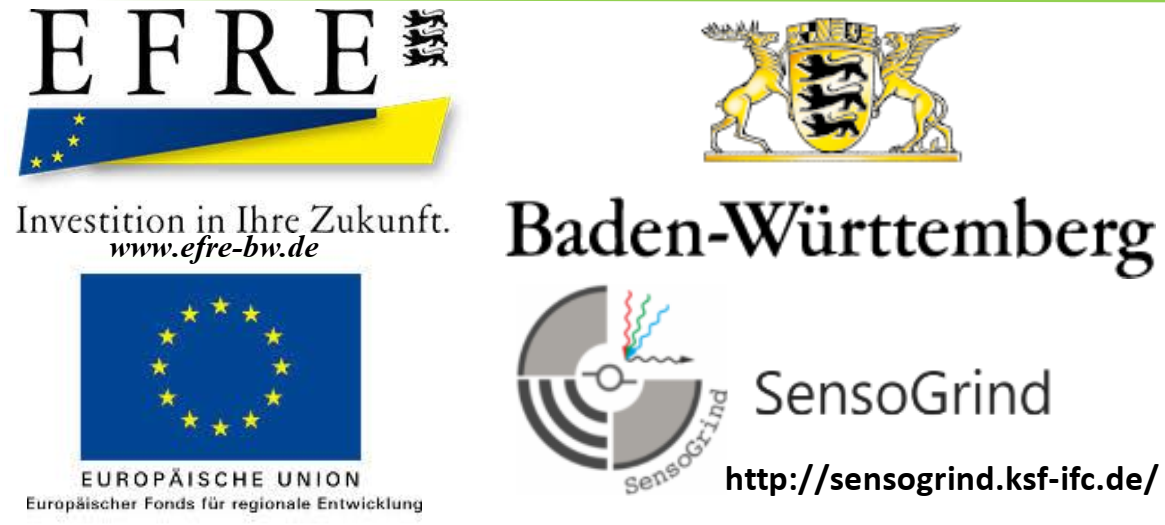 EFRE
Investition in Ihre Zukunft.
www.efre-bw.de
EUROPÄISCHE UNION
Europäischer Fonds für regionale Entwicklung
Baden-Württemberg
SensoGrind
SensoGrind
http://sensogrind.ksf-ifc.de/